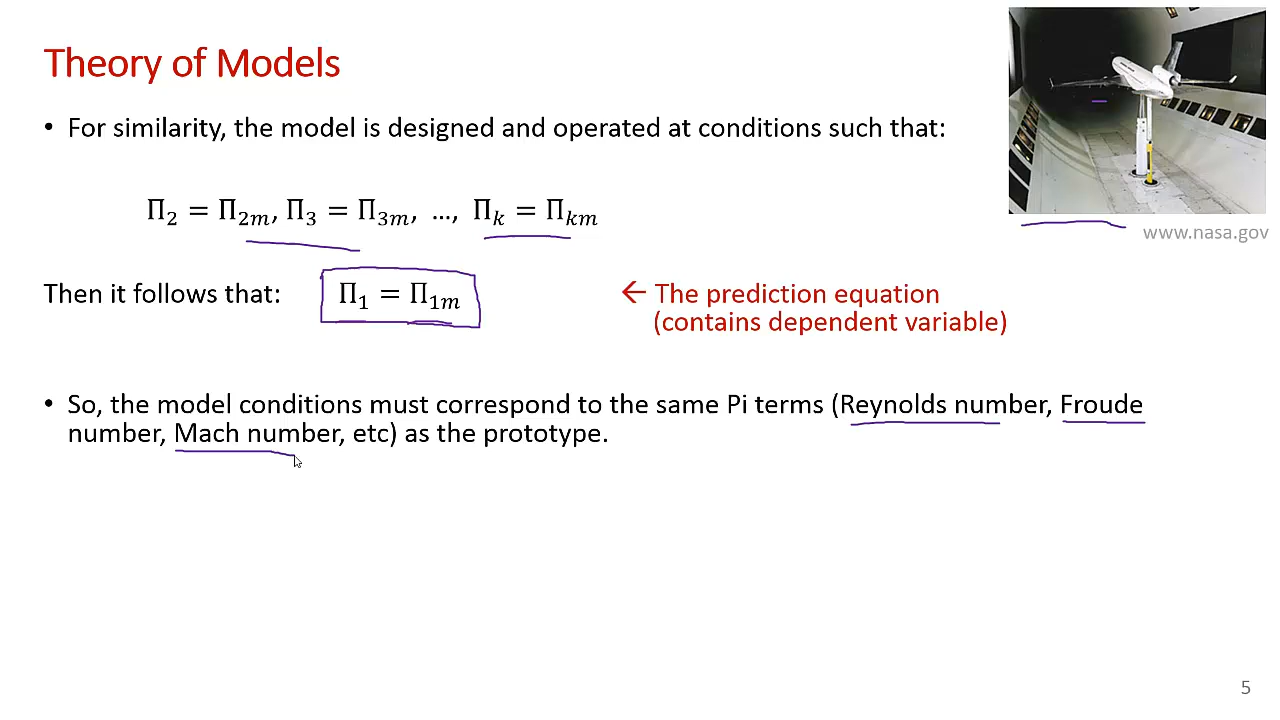 Theory of Models
• For similarity, the model is designed and operated at conditions such that:
Π₂ = Π₂ₘ, Π₃ = Π₃ₘ, …, Πₖ = Πₖₘ
www.nasa.gov
Then it follows that: Π₁ = Π₁ₘ ← The prediction equation
(contains dependent variable)
• So, the model conditions must correspond to the same Pi terms (Reynolds number, Froude
number, Mach number, etc) as the prototype.
5